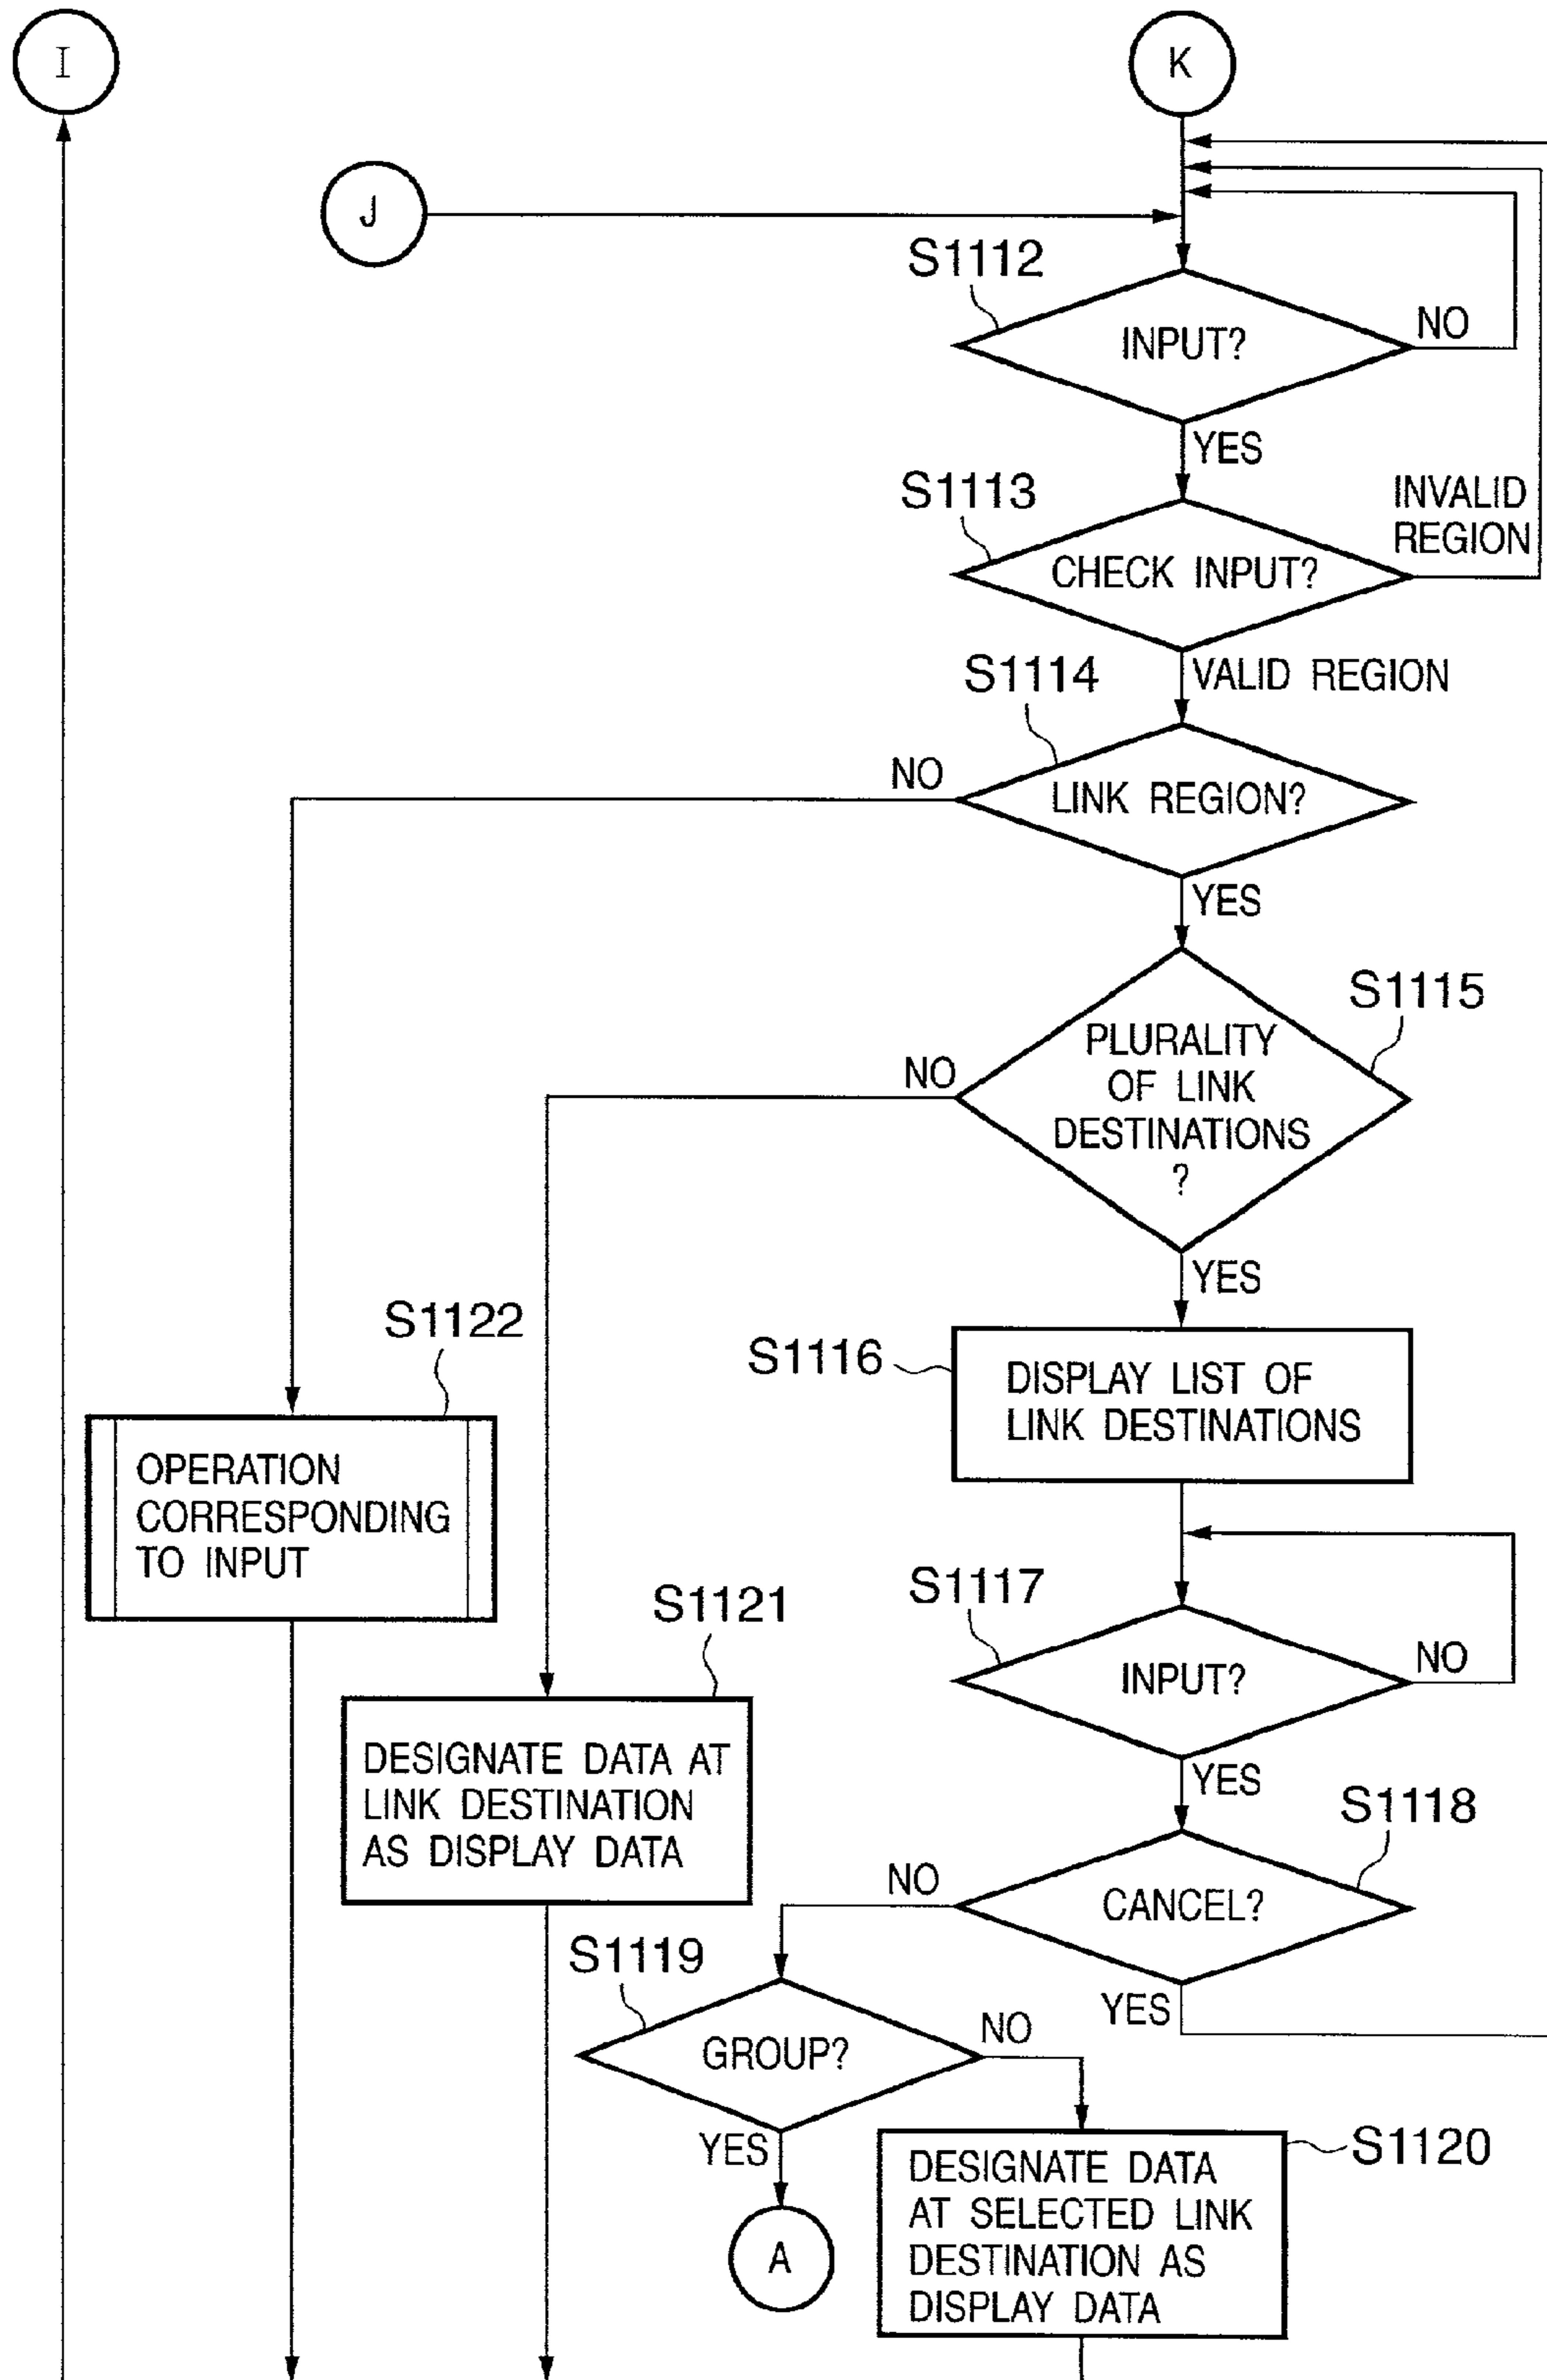 I
K
J
S1112
INPUT?
NO
YES
S1113
CHECK INPUT?
INVALID
REGION
VALID REGION
S1114
LINK REGION?
NO
YES
S1115
PLURALITY
OF LINK
DESTINATIONS
?
NO
YES
S1116
DISPLAY LIST OF
LINK DESTINATIONS
S1122
OPERATION
CORRESPONDING
TO INPUT
S1117
INPUT?
NO
YES
S1121
DESIGNATE DATA AT
LINK DESTINATION
AS DISPLAY DATA
S1118
CANCEL?
NO
YES
S1119
GROUP?
NO
YES
A
S1120
DESIGNATE DATA
AT SELECTED LINK
DESTINATION AS
DISPLAY DATA